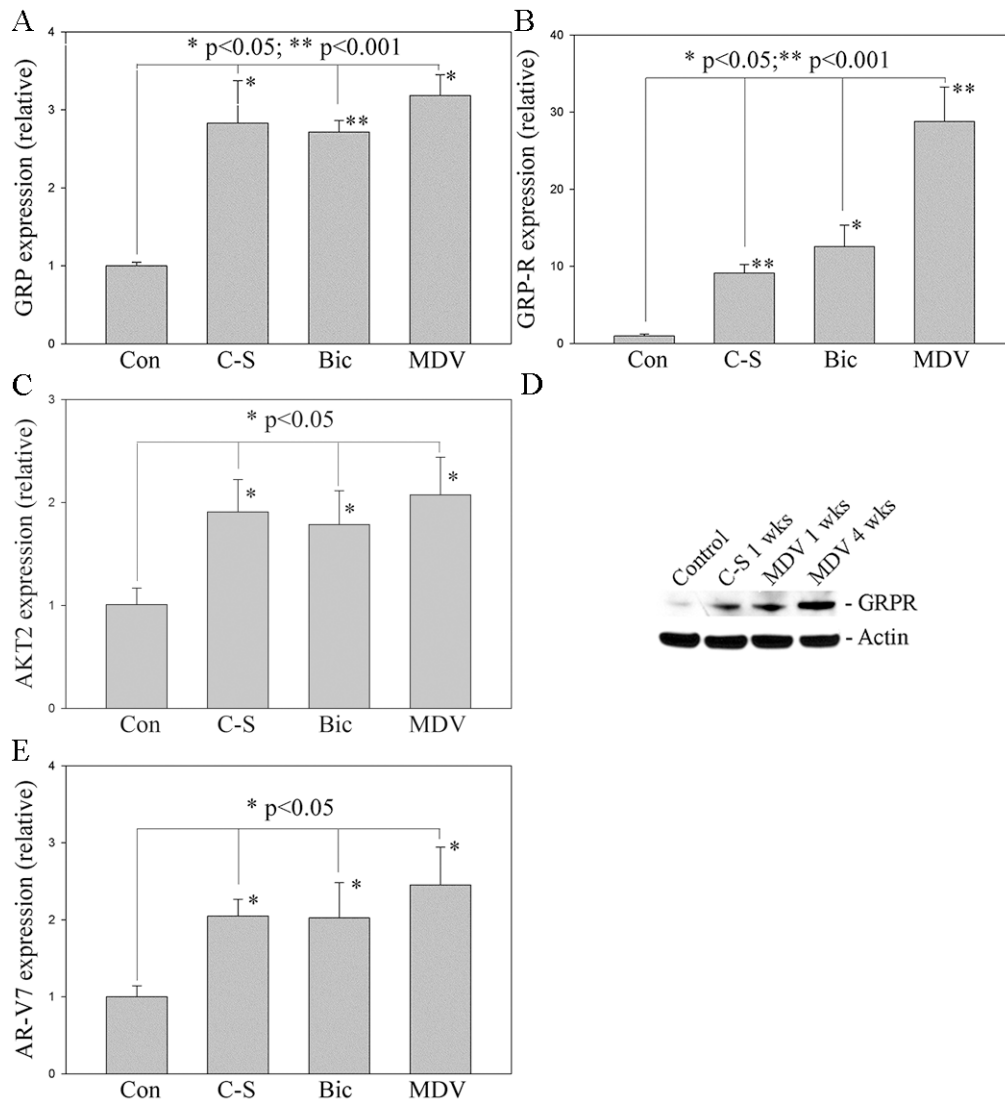 A
GRP expression (relative)
4
3
2
1
0
* p<0.05; ** p<0.001
*
**
*
Con C-S Bic MDV
B
GRP-R expression (relative)
40
30
20
10
0
* p<0.05;** p<0.001
**
*
**
Con C-S Bic MDV
C
AKT2 expression (relative)
3
2
1
0
* p<0.05
*
*
*
Con C-S Bic MDV
D
Control
C-S 1 wks
MDV 1 wks
MDV 4 wks
- GRPR
- Actin
E
AR-V7 expression (relative)
4
3
2
1
0
* p<0.05
*
*
*
Con C-S Bic MDV